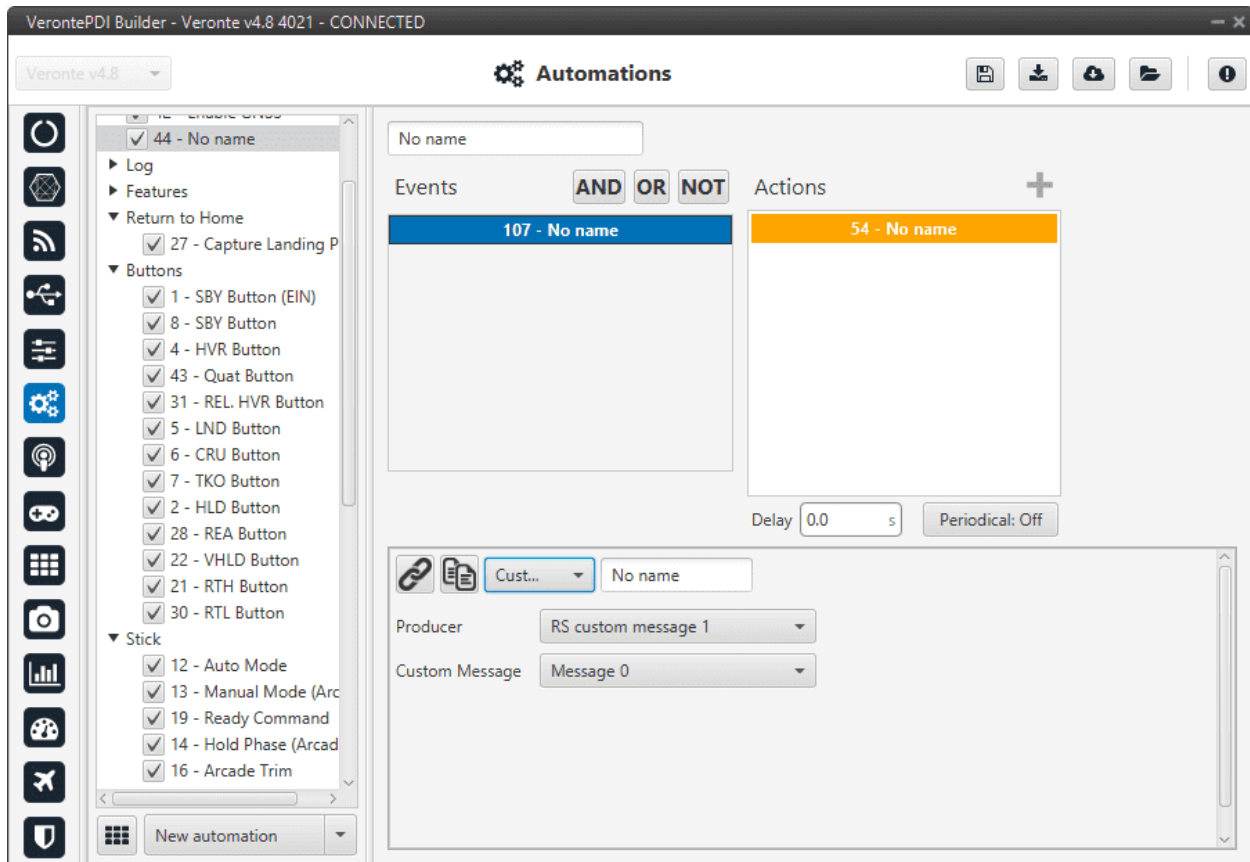 VerontePDI Builder - Veronte v4.8 4021 - CONNECTED
Veronte v4.8
Automations
44 - No name
Log
Features
Return to Home
27 - Capture Landing P
Buttons
1 - SBY Button (EIN)
8 - SBY Button
4 - HVR Button
43 - Quat Button
31 - REL. HVR Button
5 - LND Button
6 - CRU Button
7 - TKO Button
2 - HLD Button
28 - REA Button
22 - VHLD Button
21 - RTH Button
30 - RTL Button
Stick
12 - Auto Mode
13 - Manual Mode (Arc
19 - Ready Command
14 - Hold Phase (Arcad
16 - Arcade Trim
New automation
No name
Events AND OR NOT
107 - No name
Actions
54 - No name
Delay 0.0 s Periodical: Off
Cust... No name
Producer RS custom message 1
Custom Message Message 0